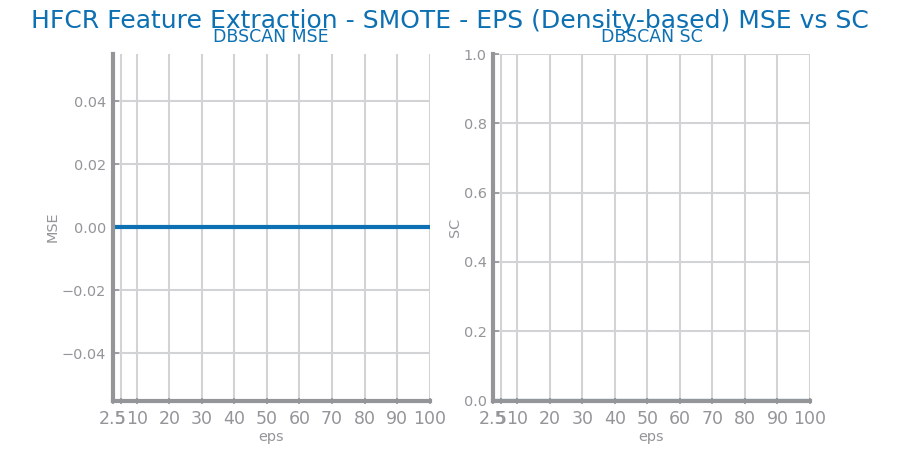 HFCR Feature Extraction - SMOTE - EPS (Density-based) MSE vs SC
DBSCAN MSE
0.04
0.02
0.00
−0.02
−0.04
MSE
2.5 5 10 20 30 40 50 60 70 80 90 100
eps
DBSCAN SC
1.0
0.8
0.6
0.4
0.2
0.0
SC
2.5 5 10 20 30 40 50 60 70 80 90 100
eps